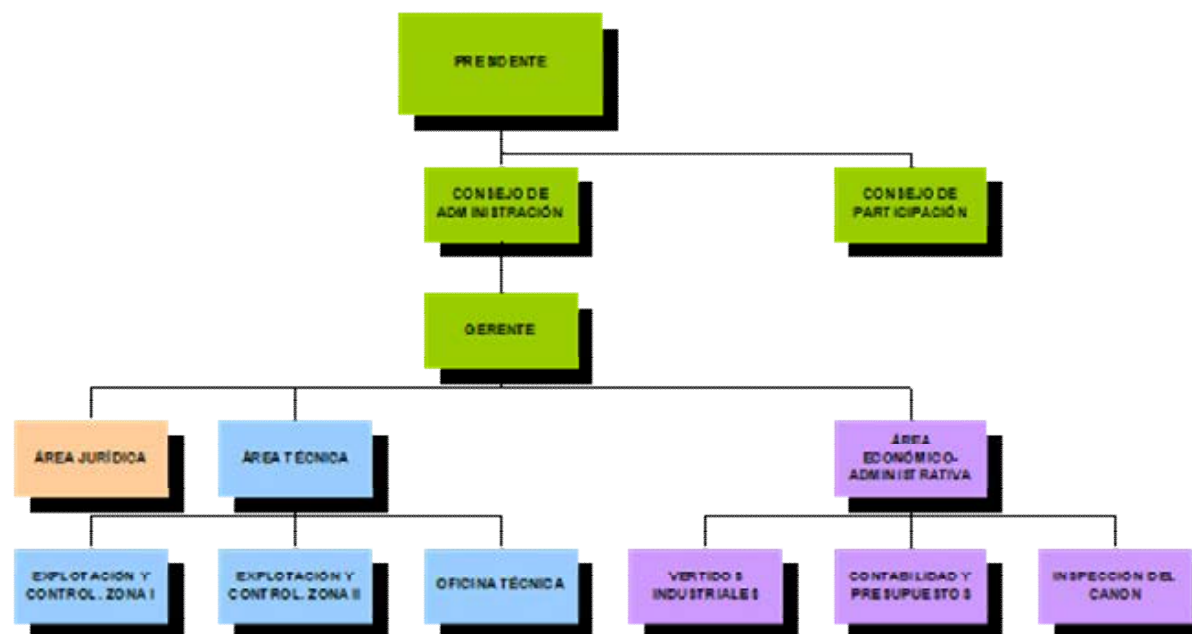 PRESIDENTE
CONSEJO DE
ADMINISTRACIÓN
CONSEJO DE
PARTICIPACIÓN
GERENTE
ÁREA JURÍDICA
ÁREA TÉCNICA
ÁREA
ECONÓMICO-
ADMINISTRATIVA
EXPLOTACIÓN Y
CONTROL. ZONA I
EXPLOTACIÓN Y
CONTROL. ZONA II
OFICINA TÉCNICA
VERTIDOS
INDUSTRIALES
CONTABILIDAD Y
PRESUPUESTOS
INSPECCIÓN DEL
CANON